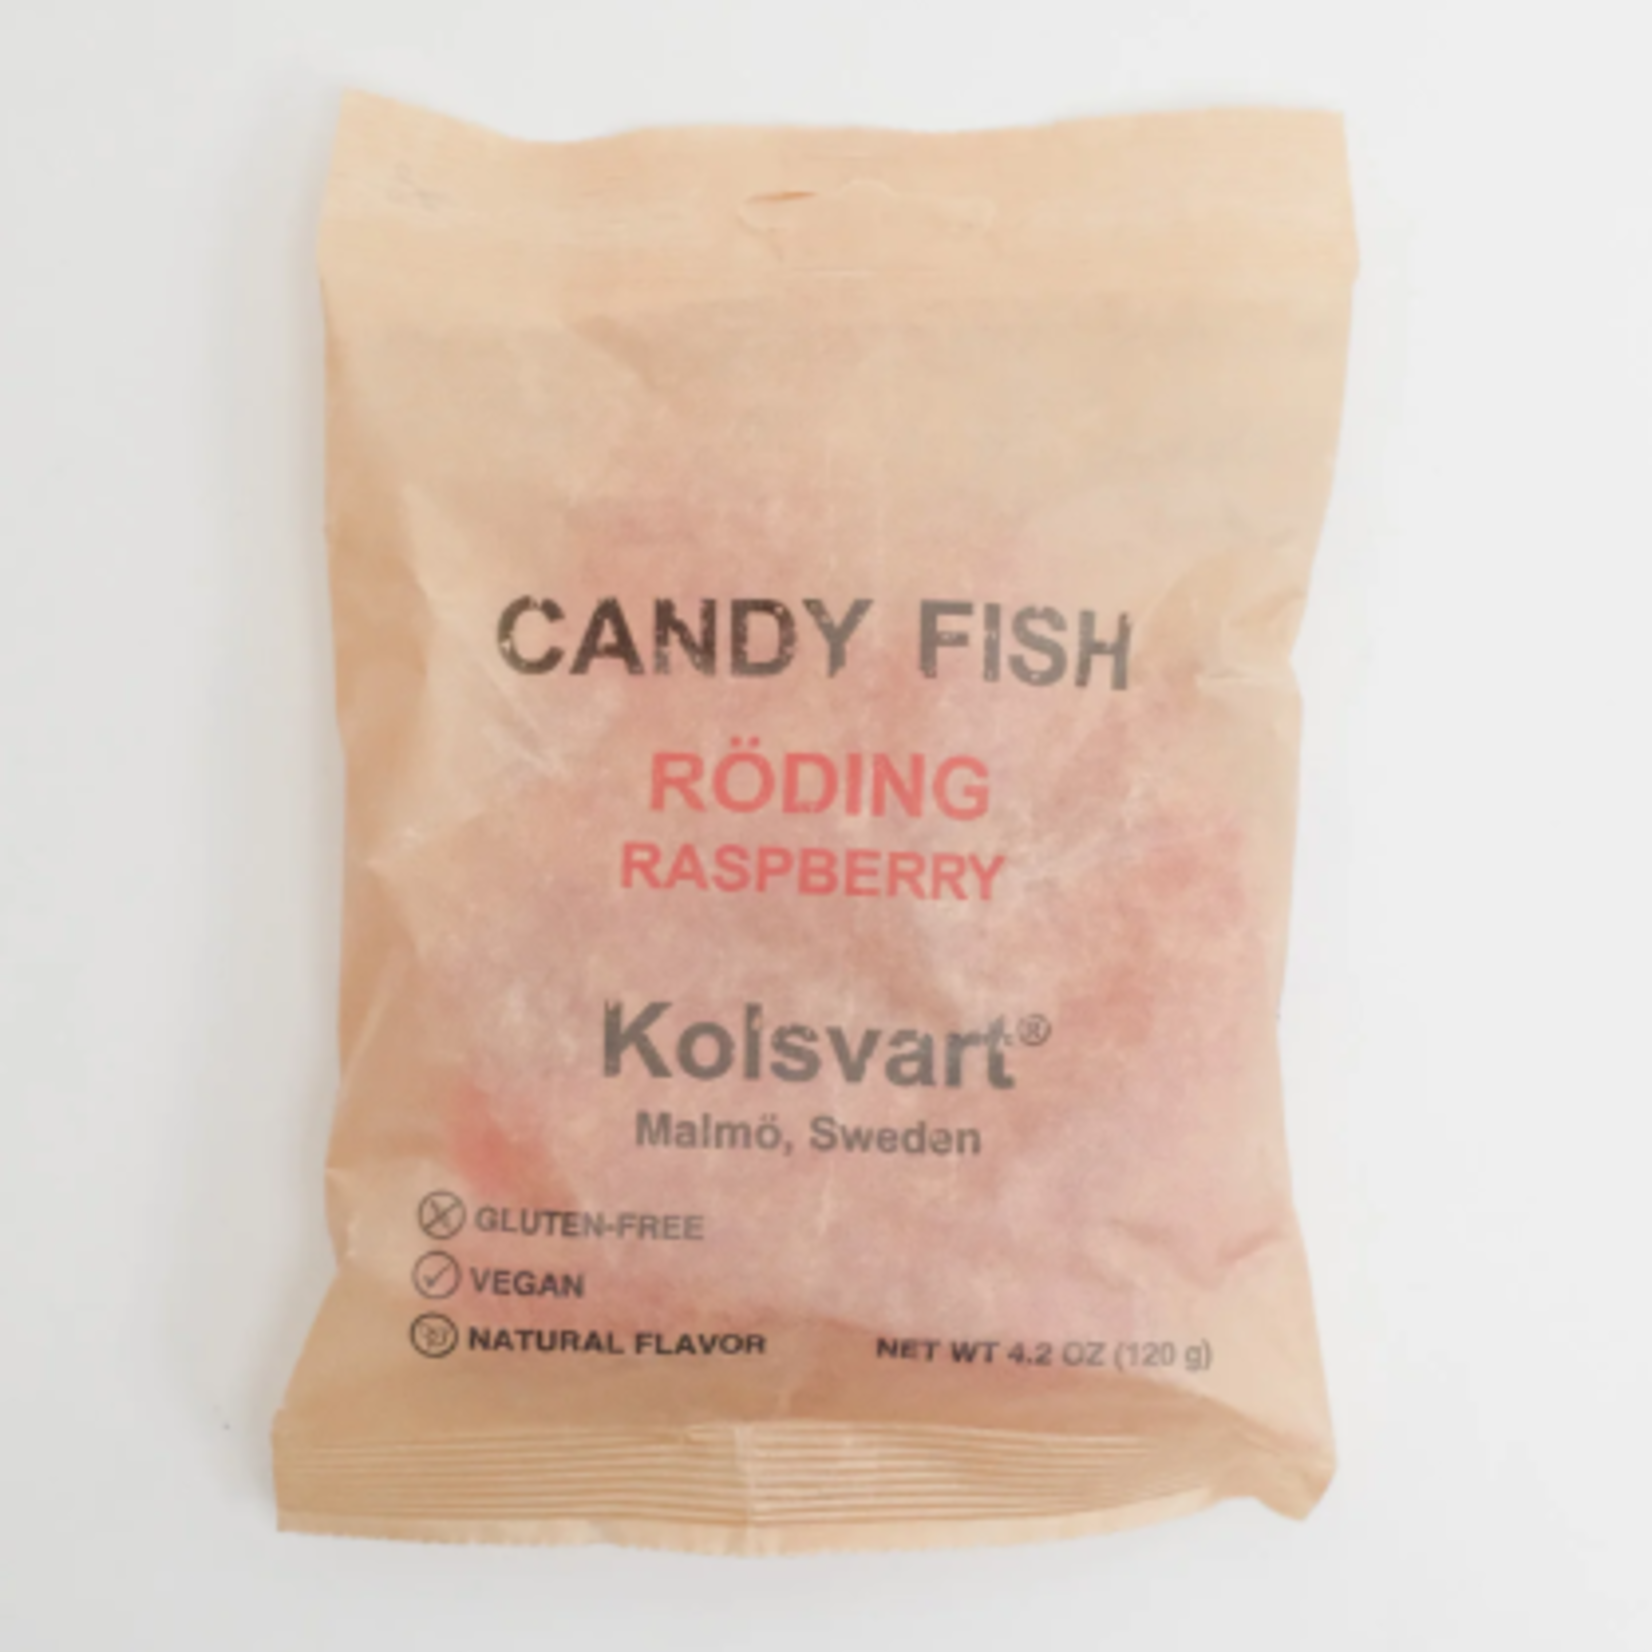 CANDY FISH
RÖDING
RASPBERRY
Kolsvart®
Malmö, Sweden
GLUTEN-FREE
VEGAN
NATURAL FLAVOR
NET WT 4.2 OZ (120 g)